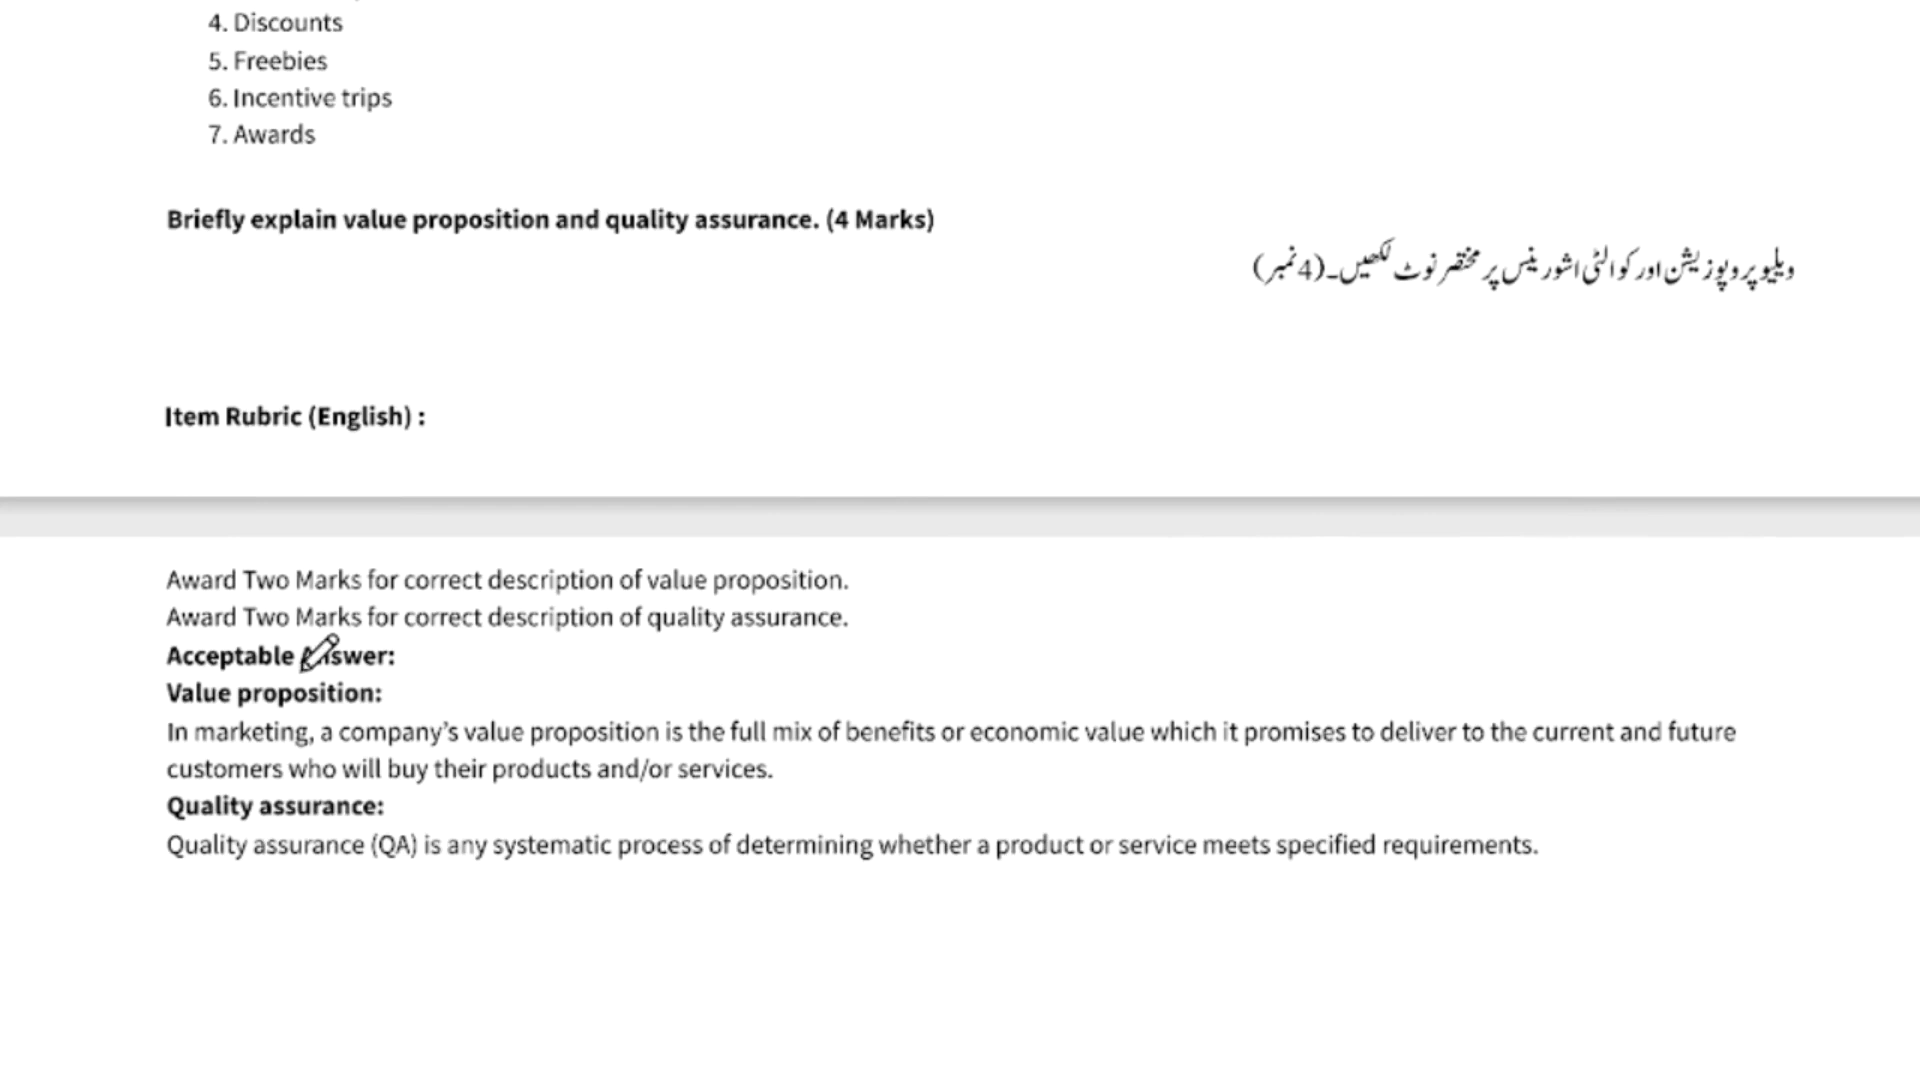 4. Discounts
5. Freebies
6. Incentive trips
7. Awards
Briefly explain value proposition and quality assurance. (4 Marks)
ویلیو پروپوزیشن اور کوالٹی اشورینس پر مختصر نوٹ لکھیں۔(4 نمبر)
Item Rubric (English) :
Award Two Marks for correct description of value proposition.
Award Two Marks for correct description of quality assurance.
Acceptable Answer:
Value proposition:
In marketing, a company’s value proposition is the full mix of benefits or economic value which it promises to deliver to the current and future
customers who will buy their products and/or services.
Quality assurance:
Quality assurance (QA) is any systematic process of determining whether a product or service meets specified requirements.